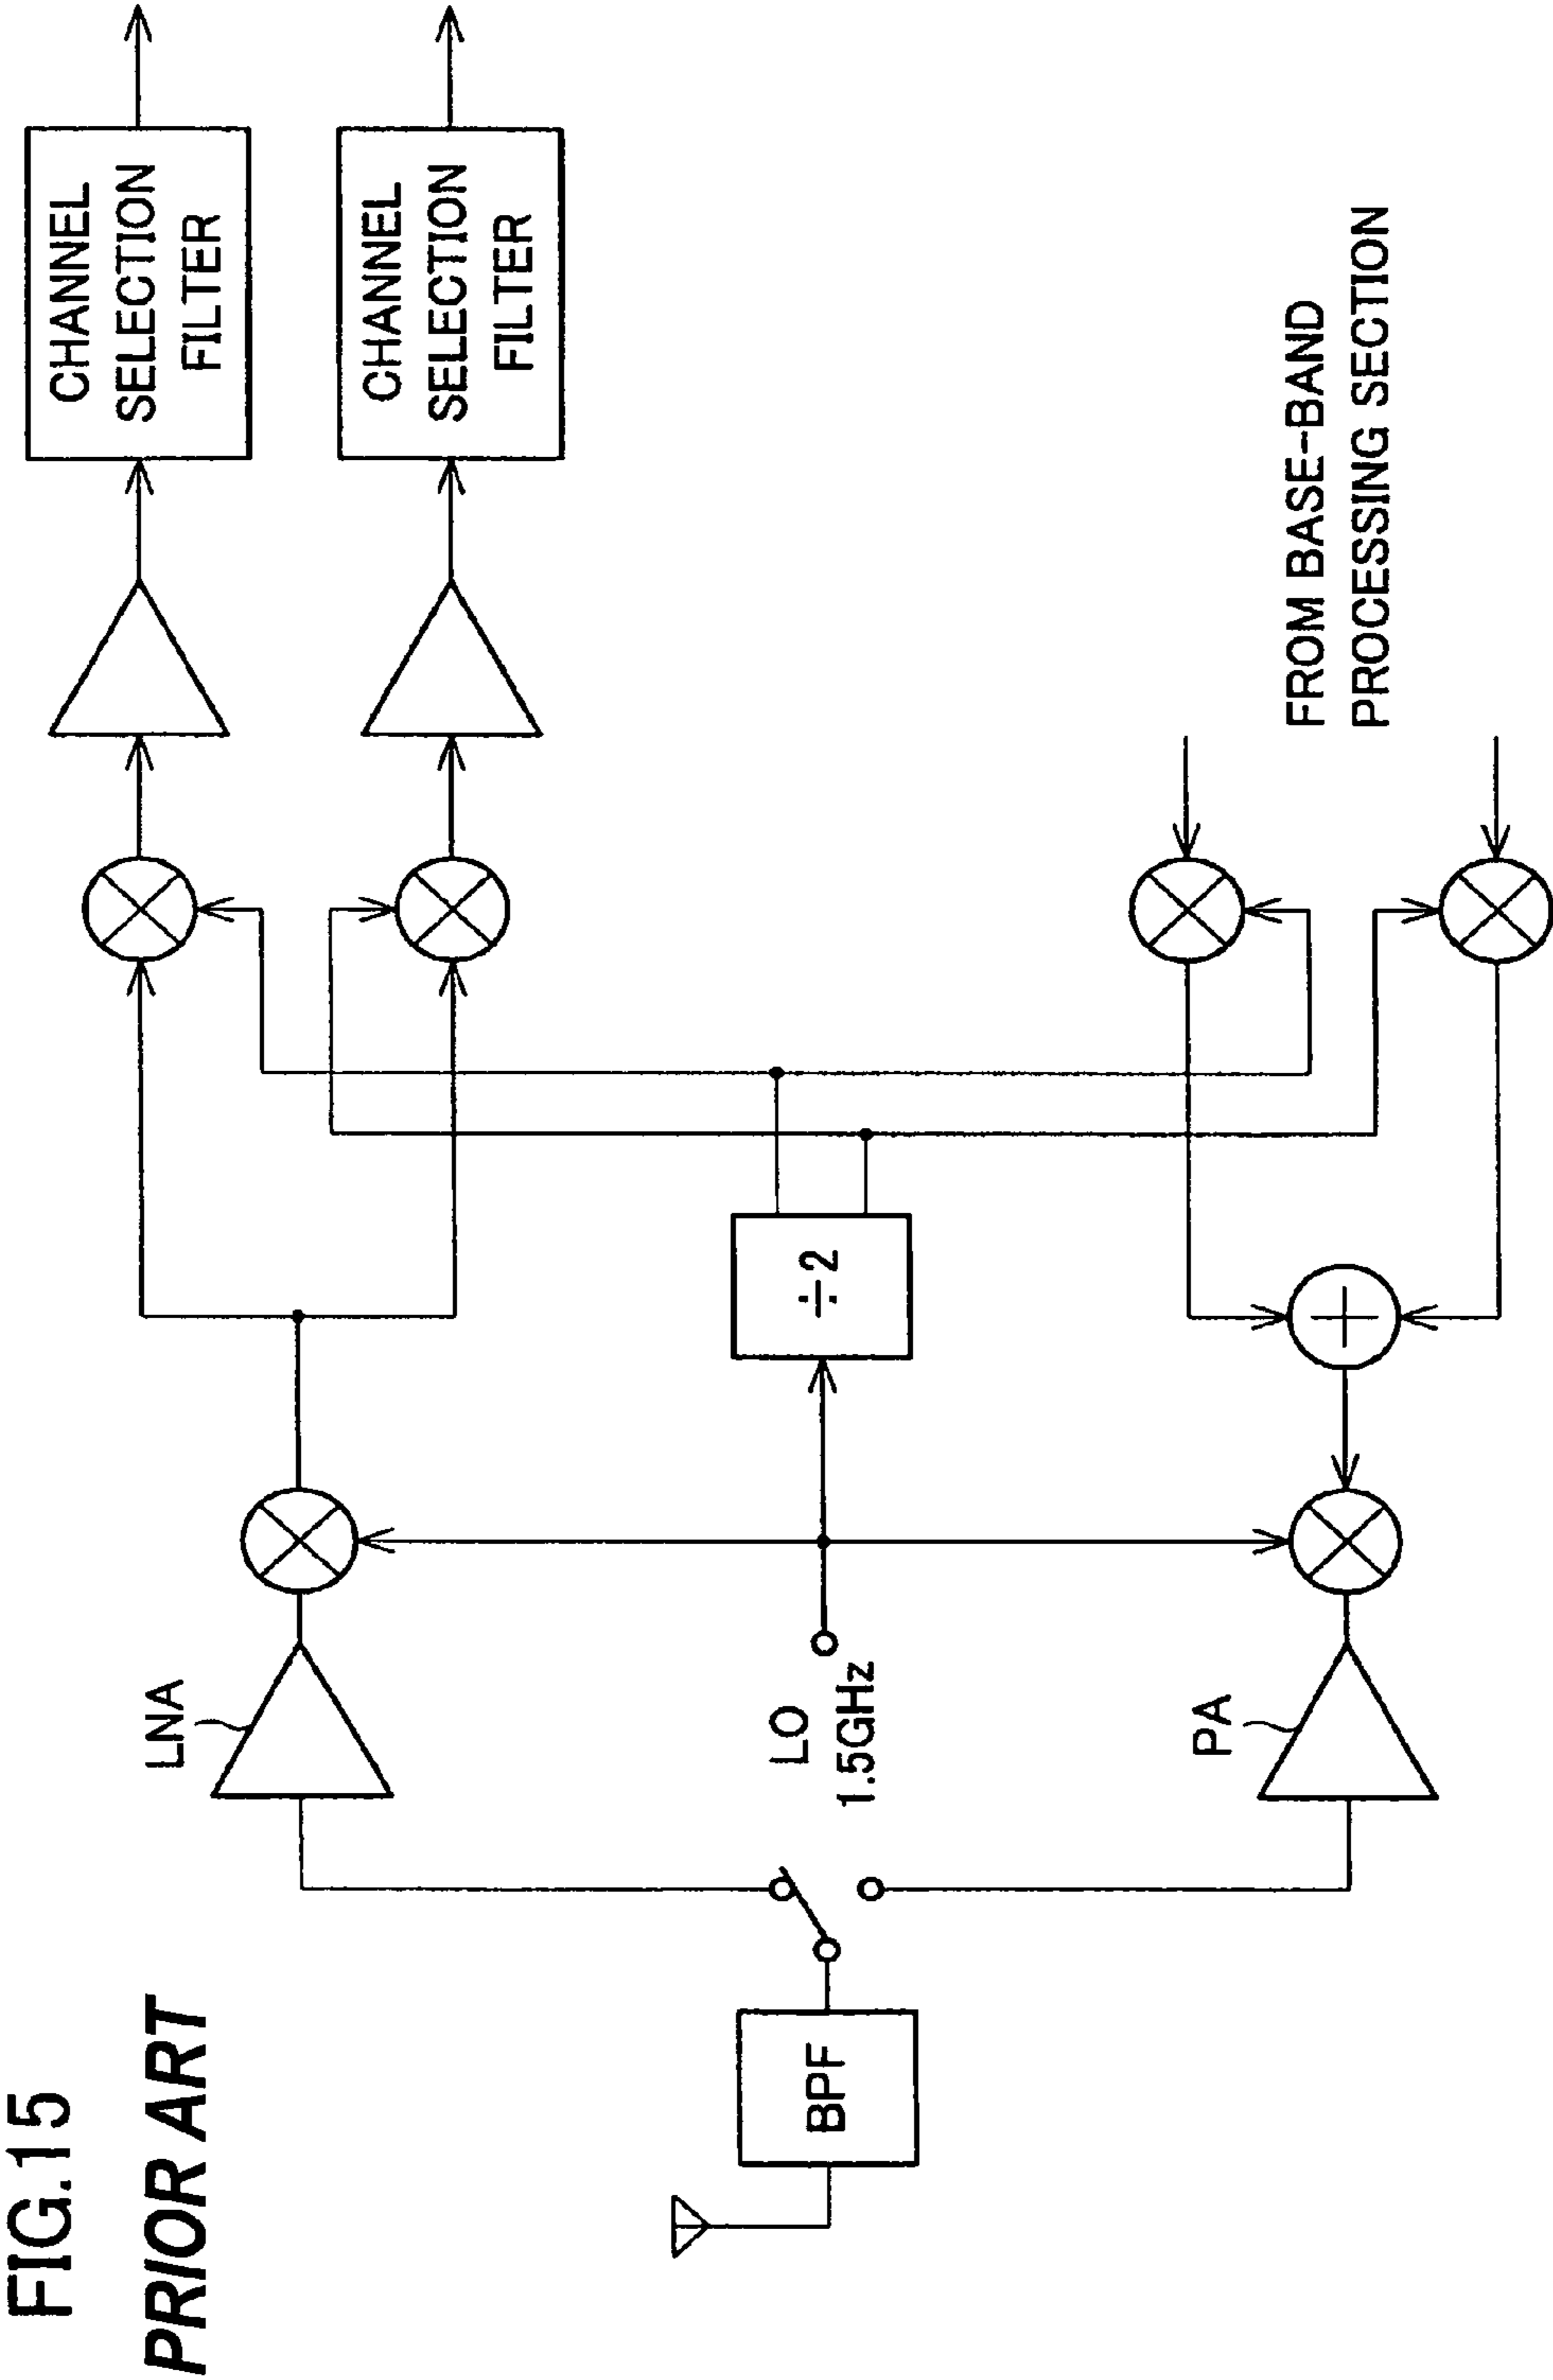 FIG.15
PRIOR ART
BPF
LNA
LO
1.5GHz
PA
÷2
CHANNEL
SELECTION
FILTER
CHANNEL
SELECTION
FILTER
FROM BASE-BAND
PROCESSING SECTION